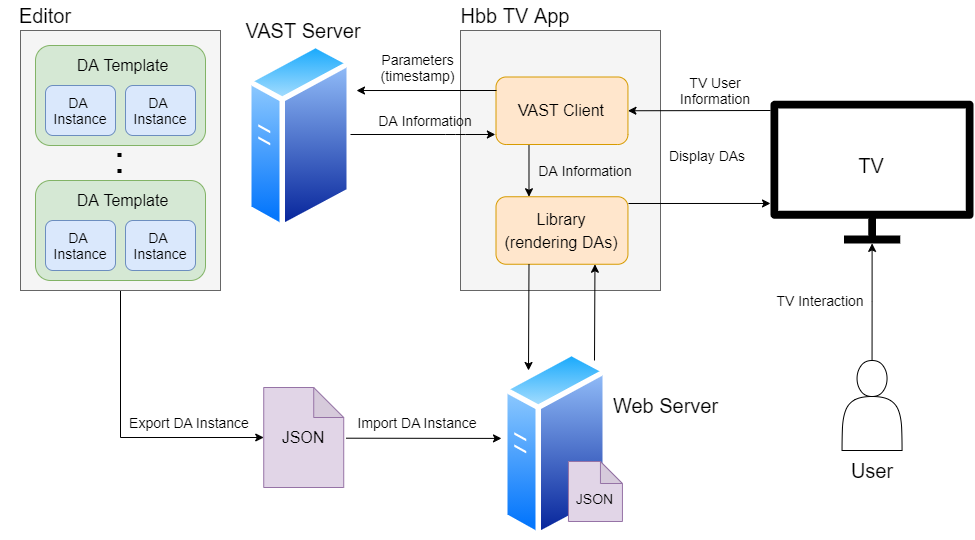 Editor
DA Template
DA
Instance
DA
Instance
:
DA Template
DA
Instance
DA
Instance
VAST Server
Hbb TV App
Parameters
(timestamp)
DA Information
VAST Client
DA Information
Library
(rendering DAs)
TV User
Information
Display DAs
TV
TV Interaction
User
Export DA Instance
JSON
Import DA Instance
Web Server
JSON